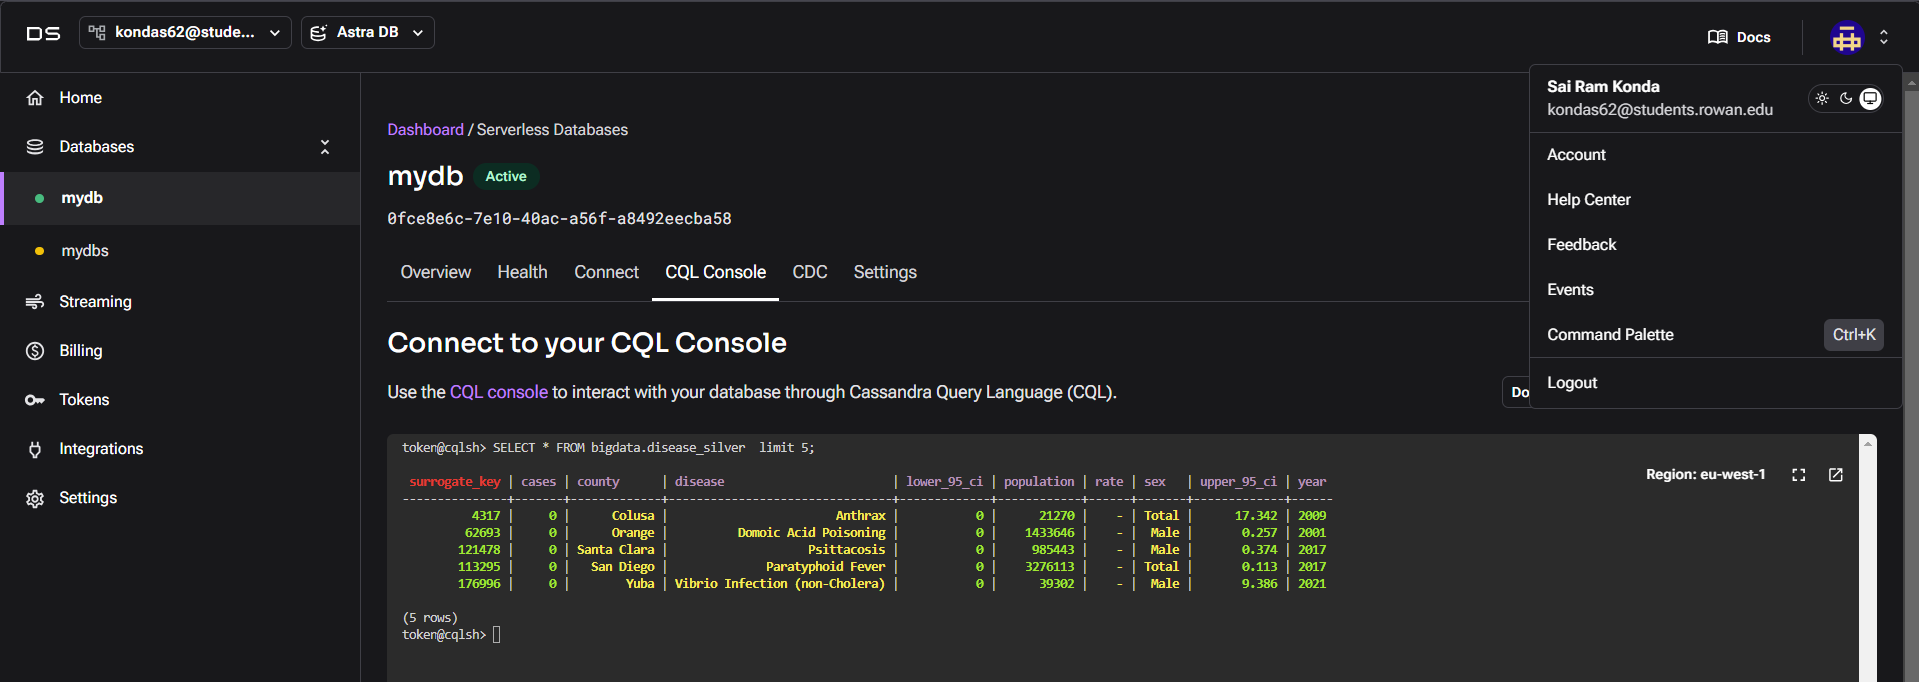 DS
kondas62@stude...
Astra DB
Docs
Sai Ram Konda
kondas62@students.rowan.edu
Account
Help Center
Feedback
Events
Command Palette
Ctrl+K
Logout
Home
Databases
mydb
mydbs
Streaming
Billing
Tokens
Integrations
Settings
Dashboard / Serverless Databases
mydb
Active
0fce8e6c-7e10-40ac-a56f-a8492eecba58
Overview
Health
Connect
CQL Console
CDC
Settings
Connect to your CQL Console
Use the CQL console to interact with your database through Cassandra Query Language (CQL).
Do
token@cqlsh> SELECT * FROM bigdata.disease_silver  limit 5;
Region: eu-west-1
surrogate_key | cases | county | disease | lower_95_ci | population | rate | sex | upper_95_ci | year
4317 | 0 | Colusa | Anthrax | 0 | 21270 | - | Total | 17.342 | 2009
62693 | 0 | Orange | Domoic Acid Poisoning | 0 | 1433646 | - | Male | 0.257 | 2001
121478 | 0 | Santa Clara | Psittacosis | 0 | 985443 | - | Male | 0.374 | 2017
113295 | 0 | San Diego | Paratyphoid Fever | 0 | 3276113 | - | Total | 0.113 | 2017
176996 | 0 | Yuba | Vibrio Infection (non-Cholera) | 0 | 39302 | - | Male | 9.386 | 2021
(5 rows)
token@cqlsh>